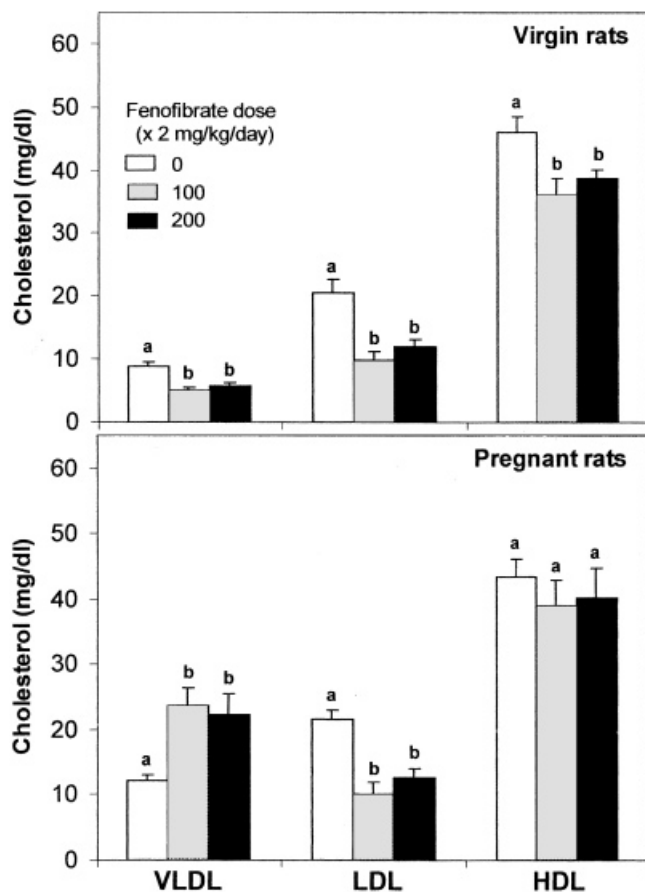 Virgin rats
Cholesterol (mg/dl)
60
50
40
30
20
10
0
Fenofibrate dose
(x 2 mg/kg/day)
0
100
200
a
b
b
a
b
b
a
b
b
Pregnant rats
Cholesterol (mg/dl)
60
50
40
30
20
10
0
a
b
b
a
b
b
a
a
a
VLDL
LDL
HDL